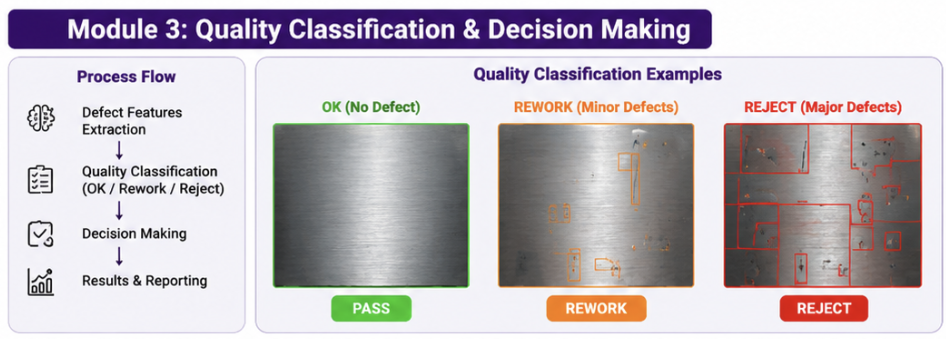 Module 3: Quality Classification & Decision Making
Process Flow
Defect Features
Extraction
Quality Classification
(OK / Rework / Reject)
Decision Making
Results & Reporting
Quality Classification Examples
OK (No Defect)
REWORK (Minor Defects)
REJECT (Major Defects)
PASS
REWORK
REJECT